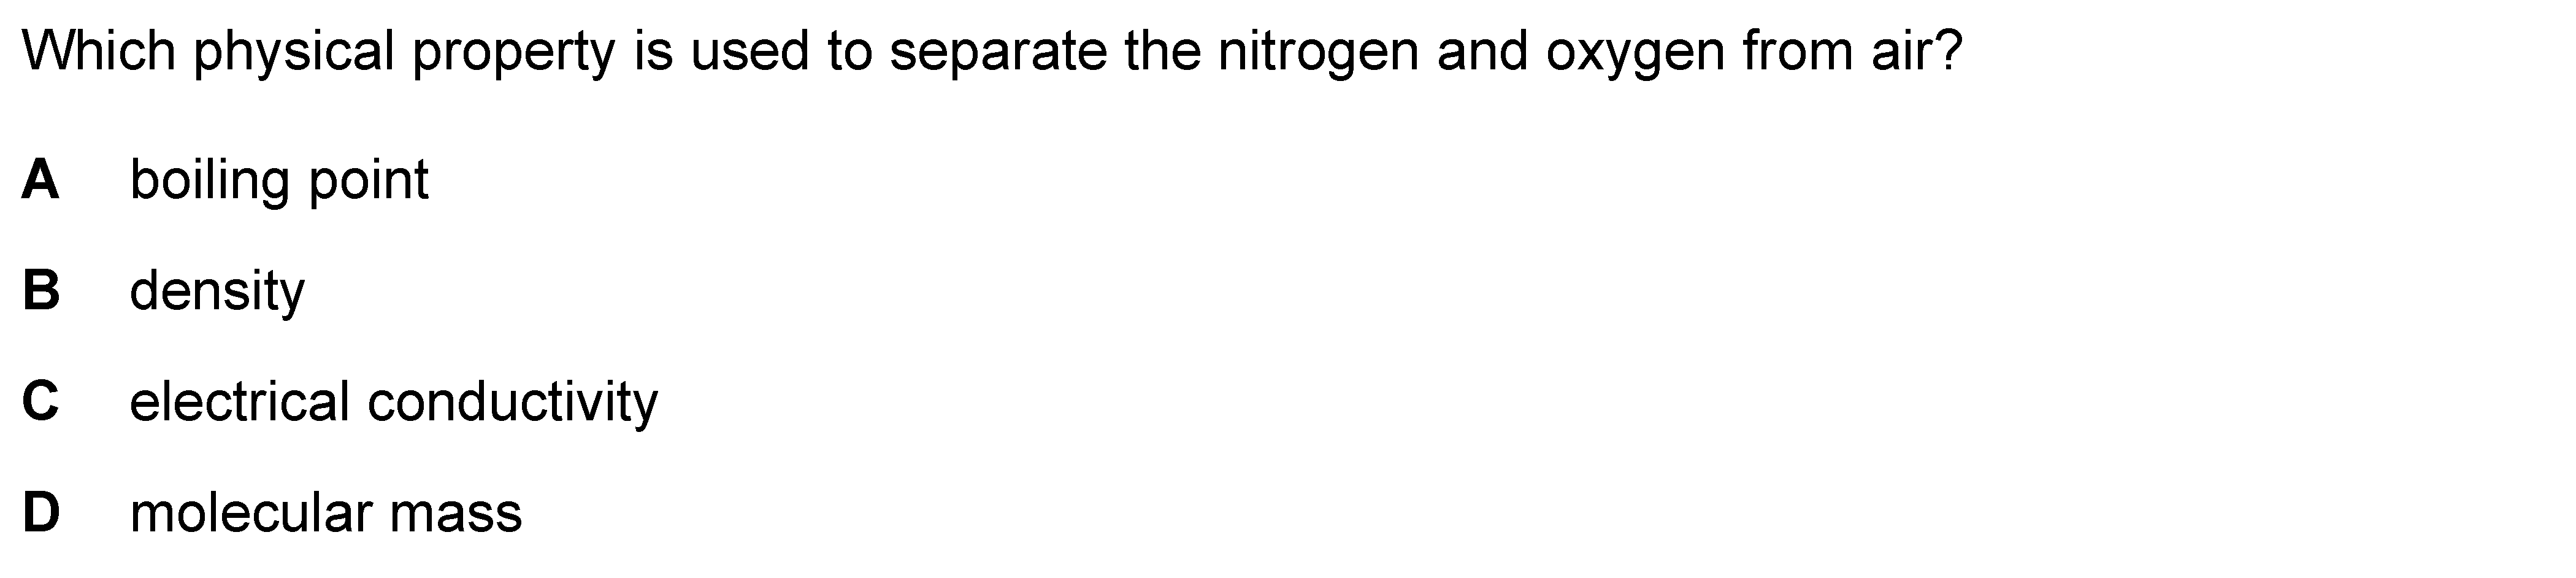 Which physical property is used to separate the nitrogen and oxygen from air?
A boiling point
B density
C electrical conductivity
D molecular mass